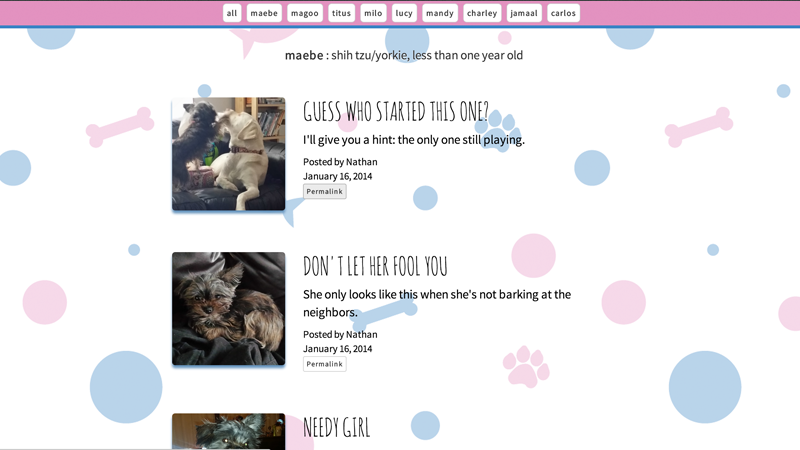 all maebe magoo titus milo lucy mandy charley jamaal carlos
maebe : shih tzu/yorkie, less than one year old
GUESS WHO STARTED THIS ONE?
I'll give you a hint: the only one still playing.
Posted by Nathan
January 16, 2014
Permalink
DON'T LET HER FOOL YOU
She only looks like this when she's not barking at the
neighbors.
Posted by Nathan
January 16, 2014
Permalink
NEEDY GIRL